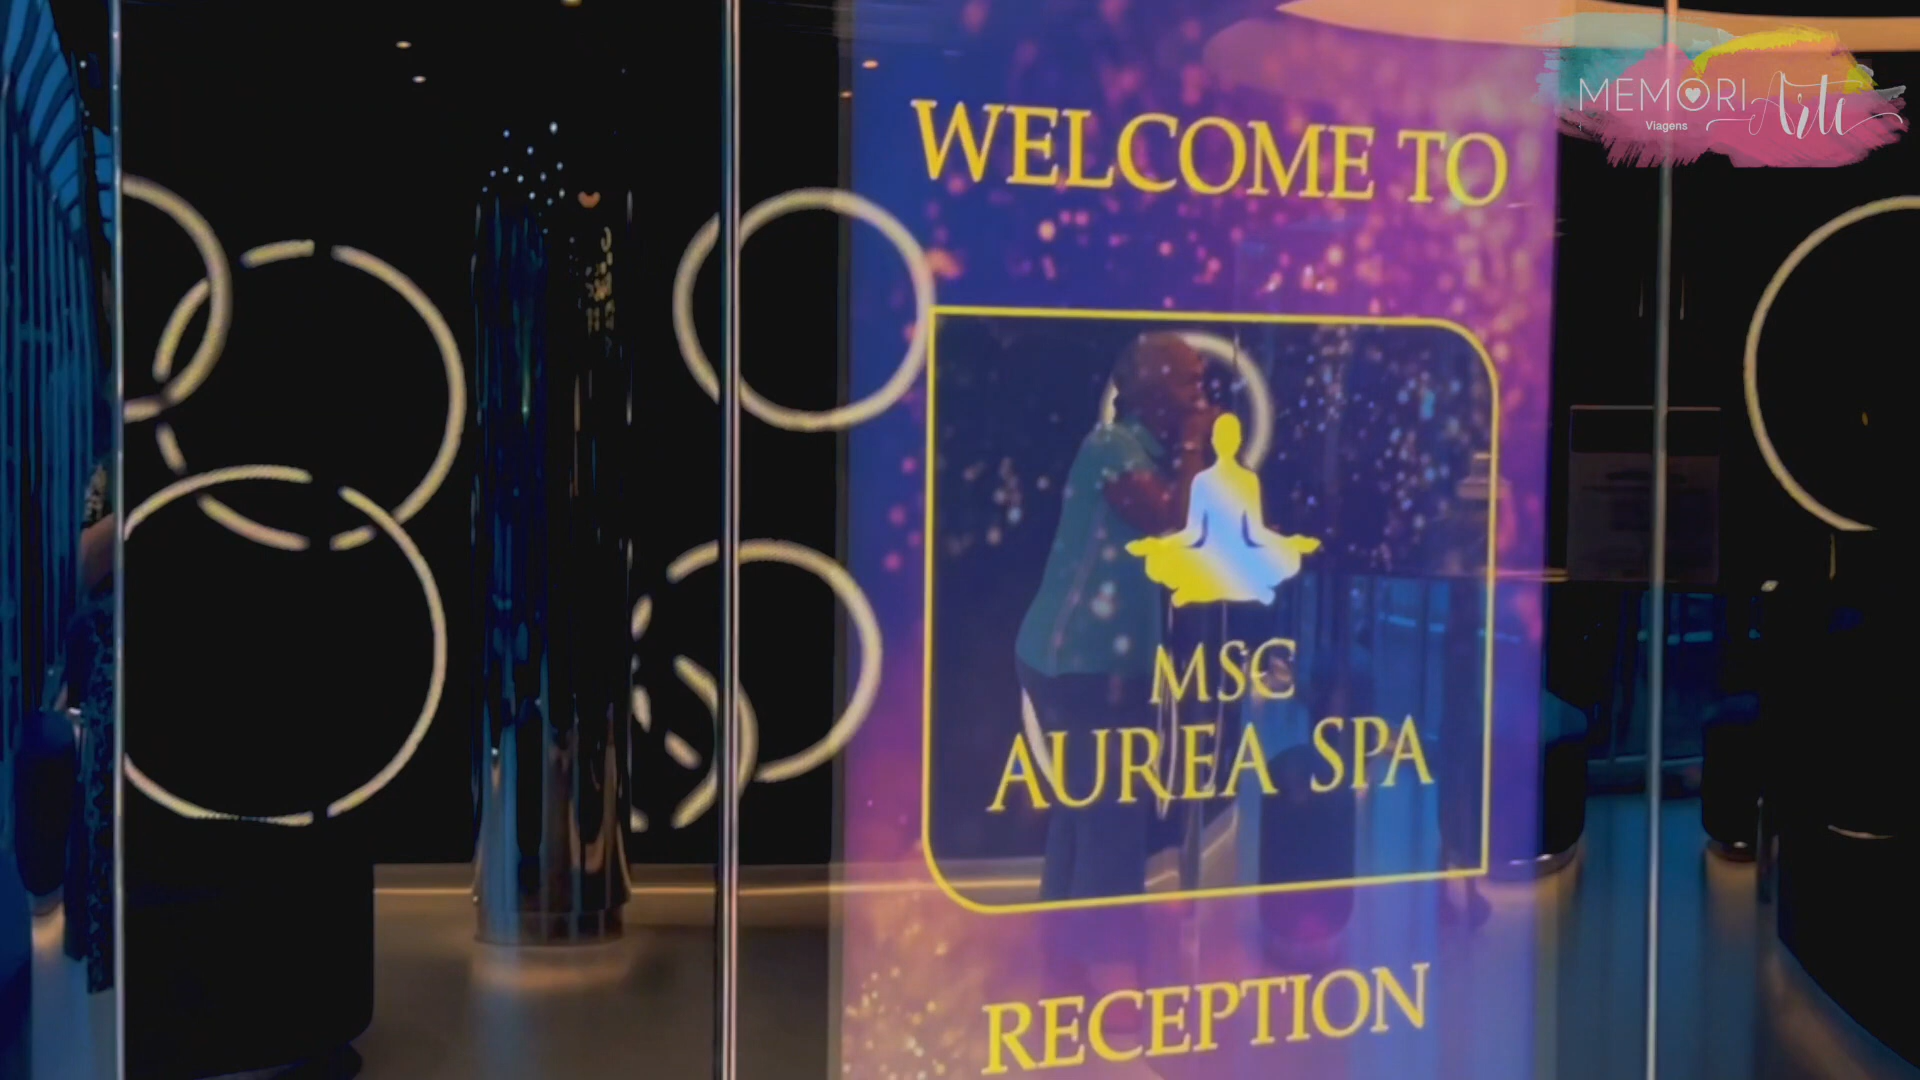 MEMORI Arte
Viagens
WELCOME TO
MSC
AUREA SPA
RECEPTION